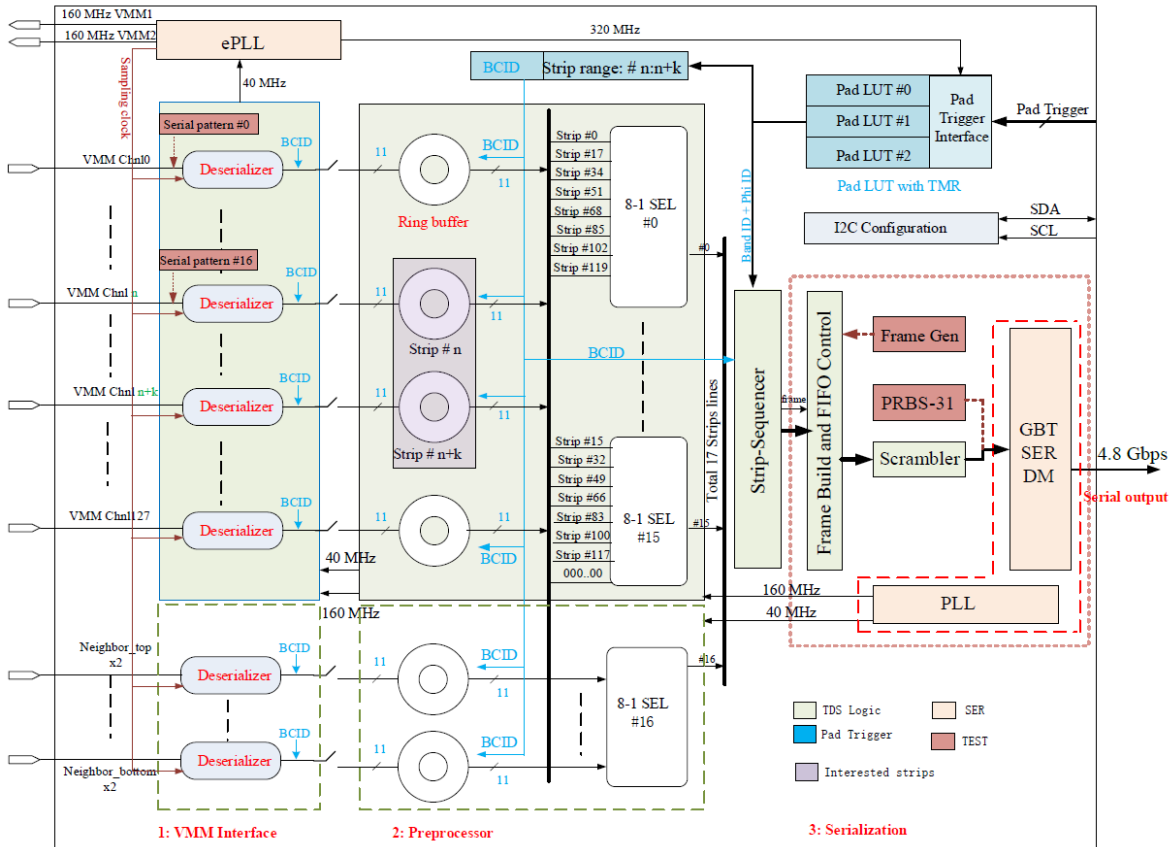 160 MHz VMM1
160 MHz VMM2
ePLL
320 MHz
Sampling clock
40 MHz
BCID
Strip range: # n:n+k
Pad LUT #0
Pad LUT #1
Pad LUT #2
Pad
Trigger
Interface
Pad Trigger
Pad LUT with TMR
Serial pattern #0
BCID
VMM Chnl0
Deserializer
11
BCID
11
Ring buffer
Strip #0
Strip #17
Strip #34
Strip #51
Strip #68
Strip #85
Strip #102
Strip #119
8-1 SEL
#0
#0
Band ID + Phi ID
I2C Configuration
SDA
SCL
Serial pattern #16
BCID
VMM Chnl n
Deserializer
11
BCID
11
Strip # n
BCID
BCID
VMM Chnl n+k
Deserializer
11
BCID
11
Strip # n+k
Strip #15
Strip #32
Strip #49
Strip #66
Strip #83
Strip #100
Strip #117
000..00
8-1 SEL
#15
#15
Total 17 Strips lines
Strip-Sequencer
frame
Frame Build and FIFO Control
Frame Gen
PRBS-31
Scrambler
GBT
SER
DM
4.8 Gbps
Serial output
BCID
VMM Chnl127
Deserializer
11
11
BCID
40 MHz
160 MHz
160 MHz
40 MHz
PLL
Neighbor_top
x2
Deserializer
BCID
11
BCID
11
8-1 SEL
#16
#16
Neighbor_bottom
x2
Deserializer
BCID
11
BCID
11
TDS Logic
SER
Pad Trigger
TEST
Interested strips
1: VMM Interface
2: Preprocessor
3: Serialization